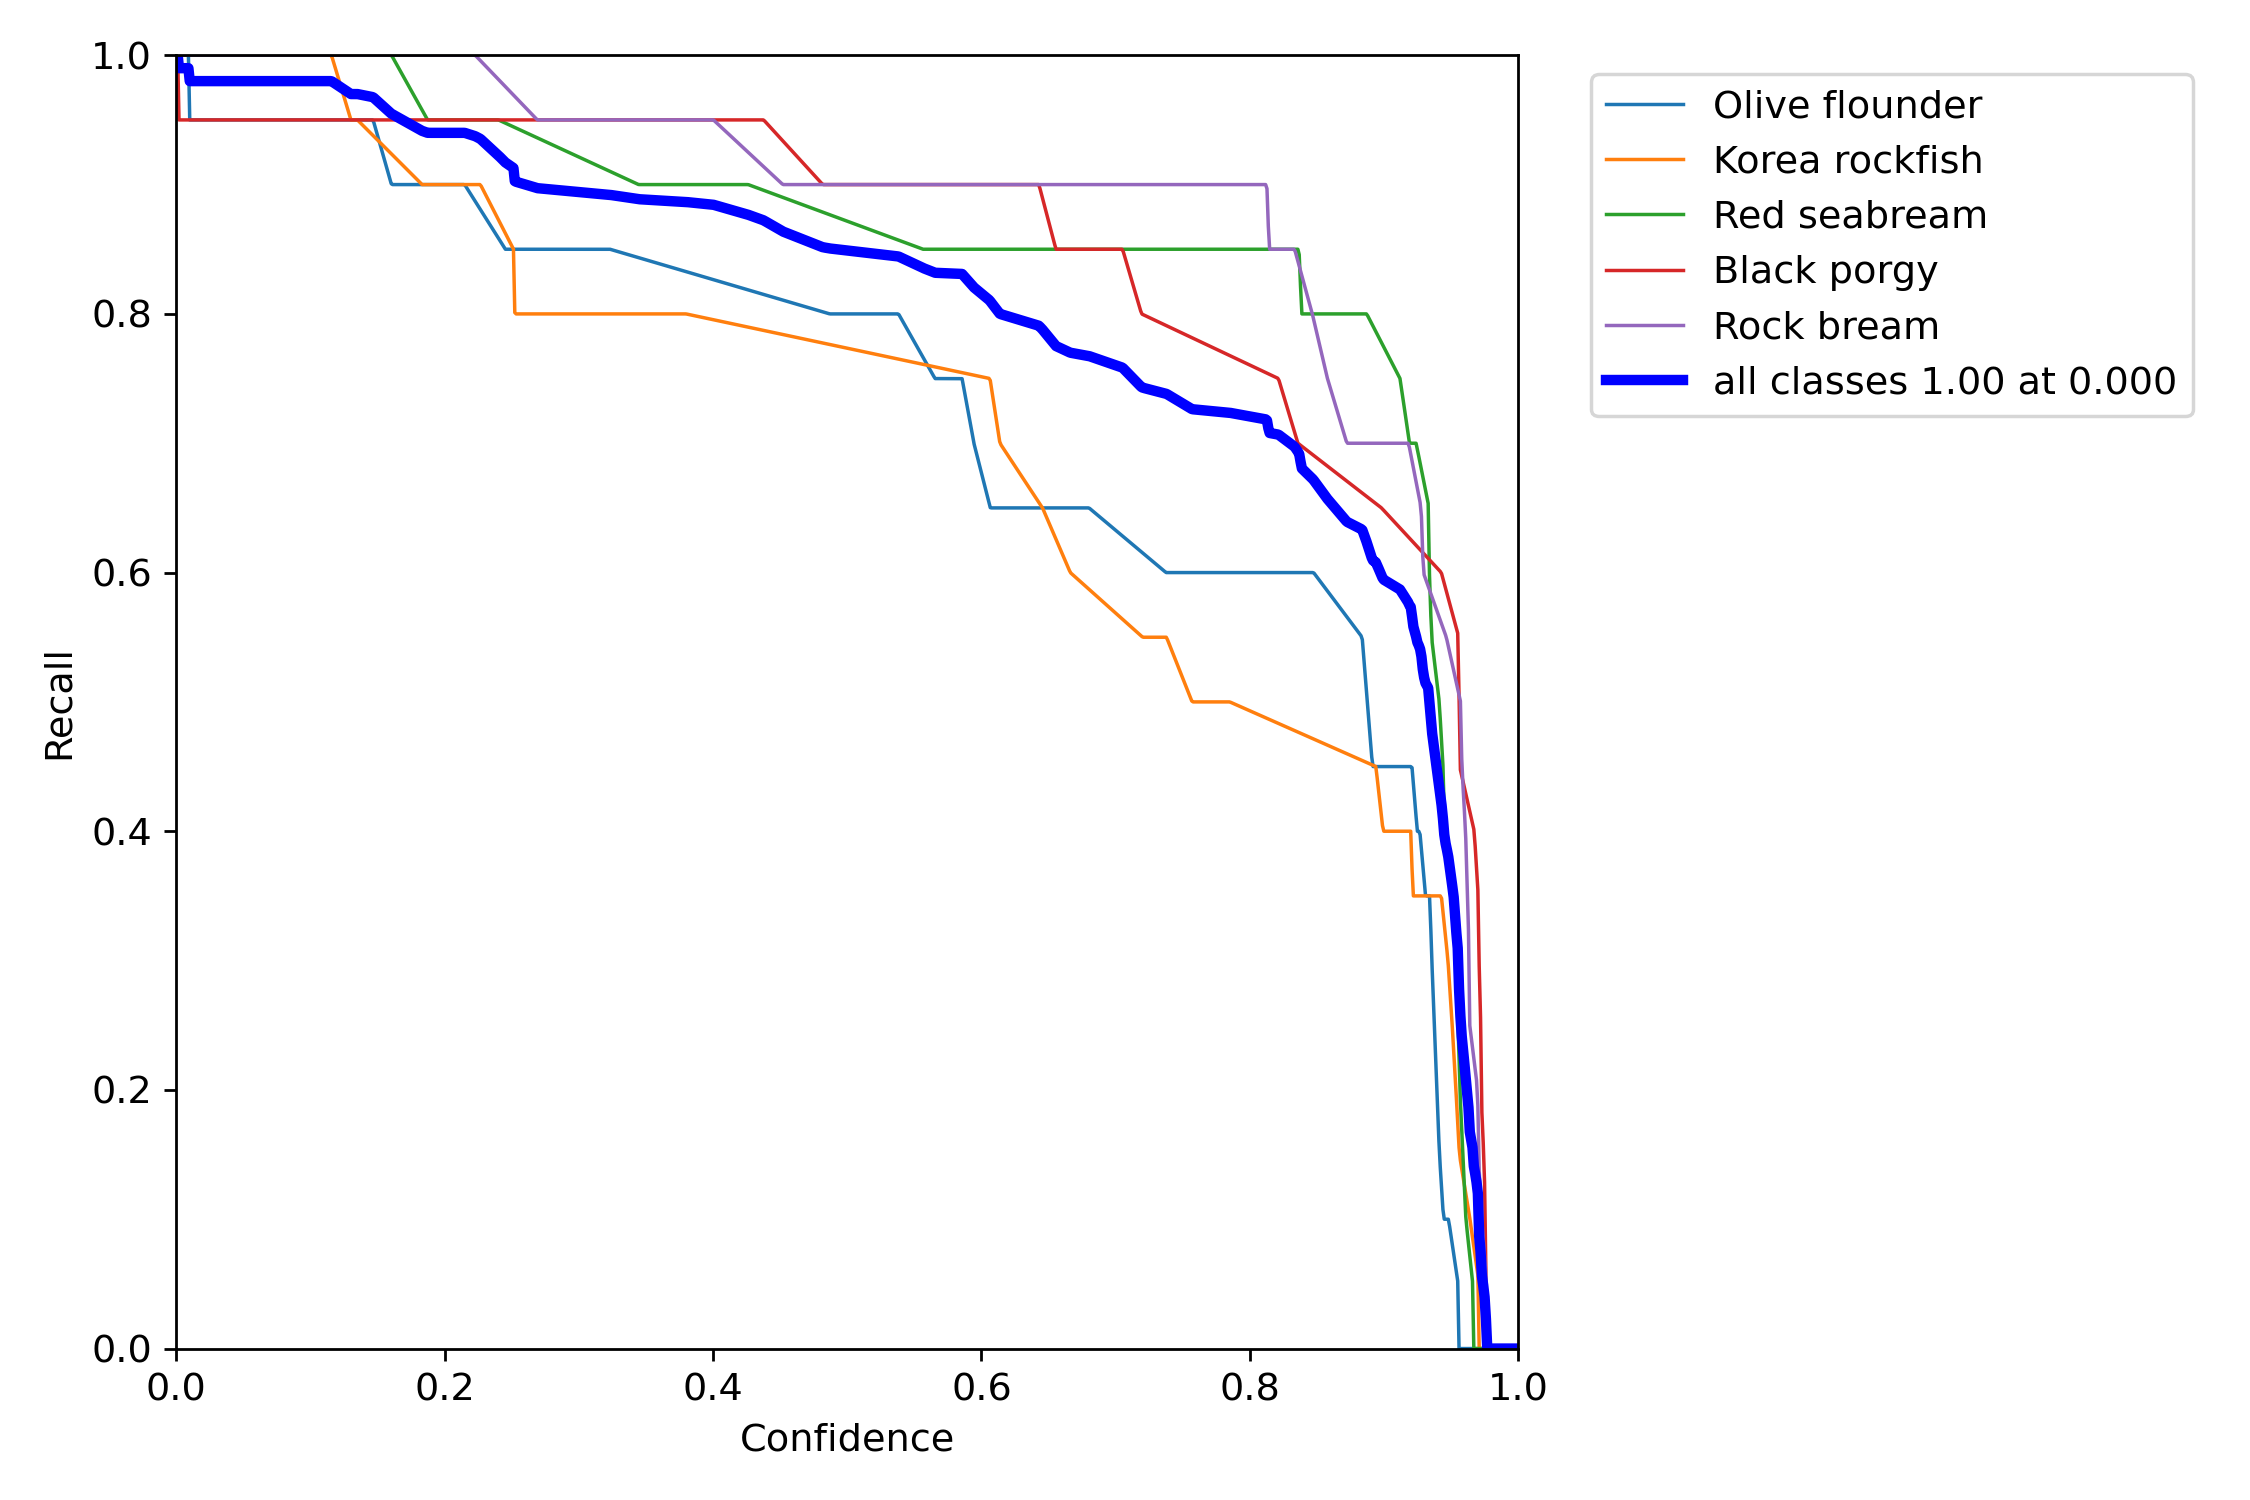 1.0
0.8
0.6
0.4
0.2
0.0
Recall
0.0 0.2 0.4 0.6 0.8 1.0
Confidence
Olive flounder
Korea rockfish
Red seabream
Black porgy
Rock bream
all classes 1.00 at 0.000